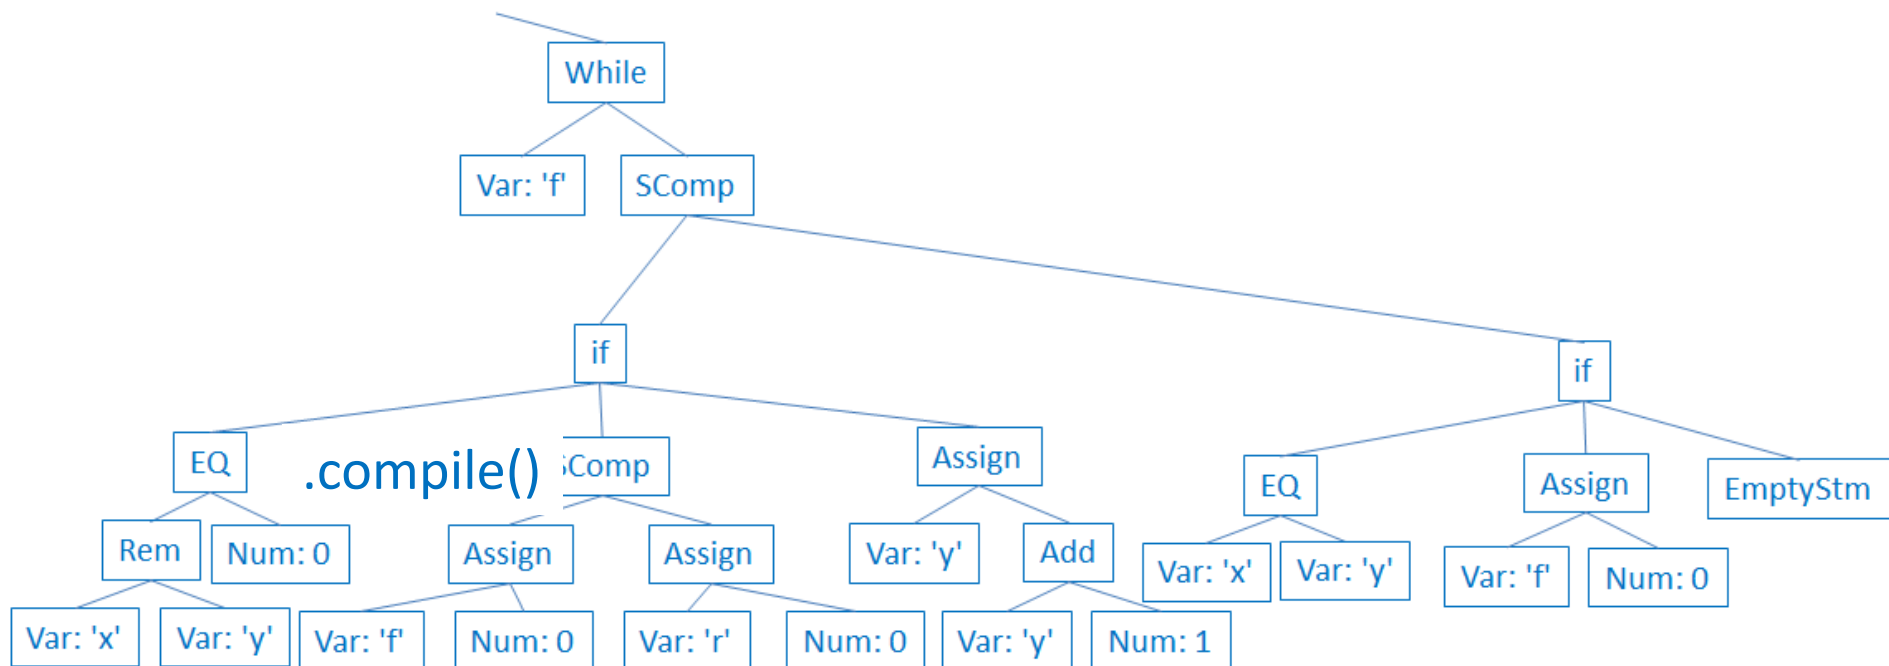 While
Var: 'f'
SComp
if
if
EQ
.compile()
SComp
Assign
EQ
Assign
EmptyStm
Rem
Num: 0
Assign
Assign
Var: 'y'
Add
Var: 'x'
Var: 'y'
Var: 'f'
Num: 0
Var: 'x'
Var: 'y'
Var: 'f'
Num: 0
Var: 'r'
Num: 0
Var: 'y'
Num: 1